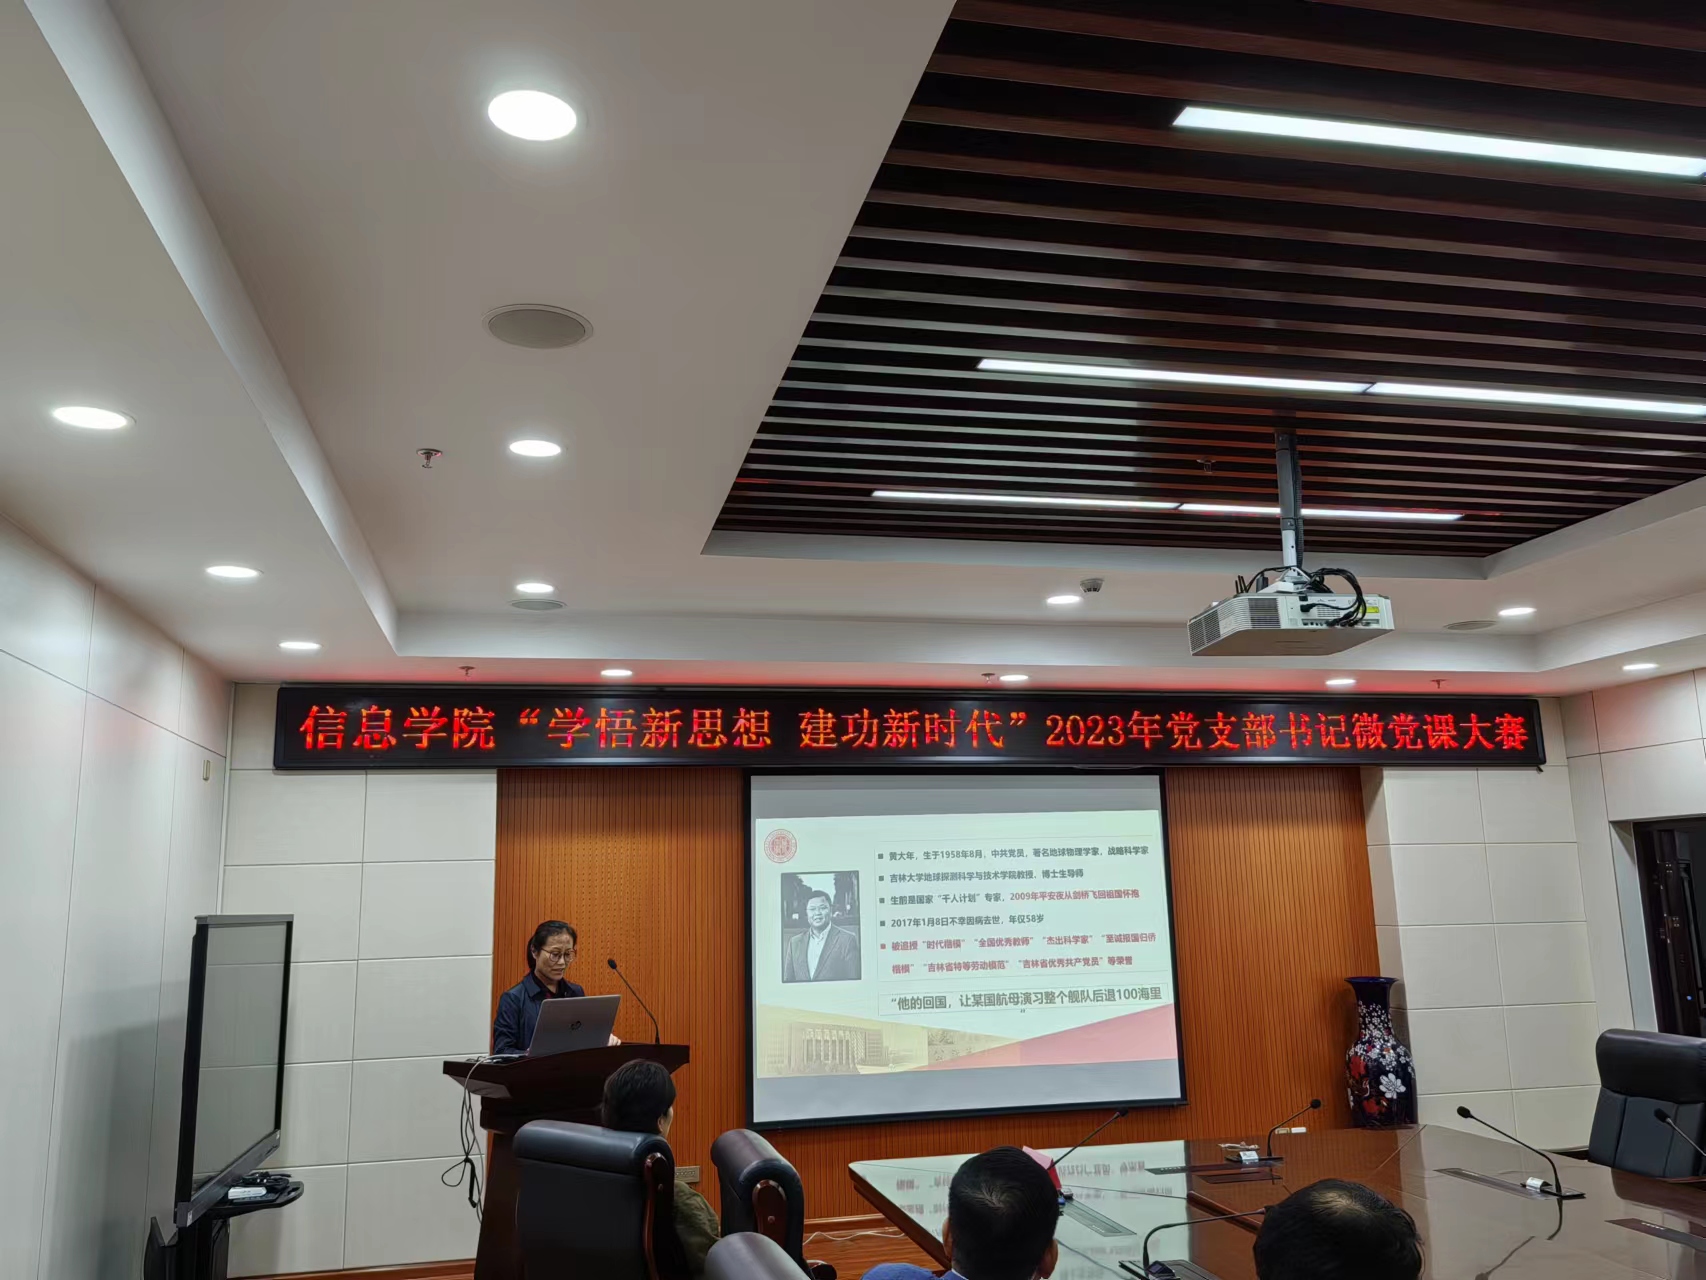 信息学院“学悟新思想 建功新时代”2023年党支部书记微党课大赛
黄大年，生于1958年8月，中共党员，著名地球物理学家，战略科学家
吉林大学地球探测科学与技术学院教授，博士生导师
生前是国家“千人计划”专家，2009年平安夜从剑桥飞回祖国怀抱
2017年1月8日不幸因病去世，年仅58岁
被追授“时代楷模”“全国优秀教师”“杰出科学家”“至诚报国归侨
楷模”“吉林省特等劳动模范”“吉林省优秀共产党员”等荣誉
“他的回国，让某国航母演习整个舰队后退100海里
”